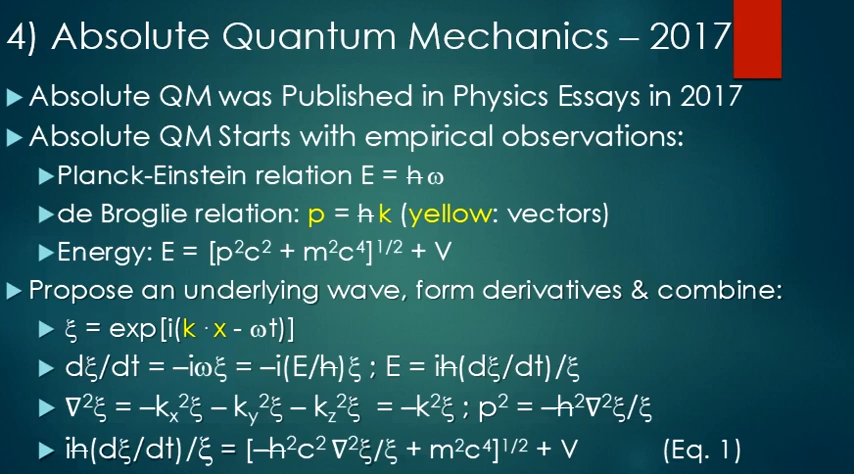 4) Absolute Quantum Mechanics – 2017
▶ Absolute QM was Published in Physics Essays in 2017
▶ Absolute QM Starts with empirical observations:
▶ Planck-Einstein relation E = ħω
▶ de Broglie relation: p = ħk (yellow: vectors)
▶ Energy: E = [p²c² + m²c⁴]¹/² + V
▶ Propose an underlying wave, form derivatives & combine:
▶ ξ = exp[i(k · x - ωt)]
▶ dξ/dt = –iωξ = –i(E/ħ)ξ ; E = iħ(dξ/dt)/ξ
▶ ∇²ξ = –kₓ²ξ – k_y²ξ – k_z²ξ = –k²ξ ; p² = –ħ²∇²ξ/ξ
▶ iħ(dξ/dt)/ξ = [–ħ²c² ∇²ξ/ξ + m²c⁴]¹/² + V (Eq. 1)